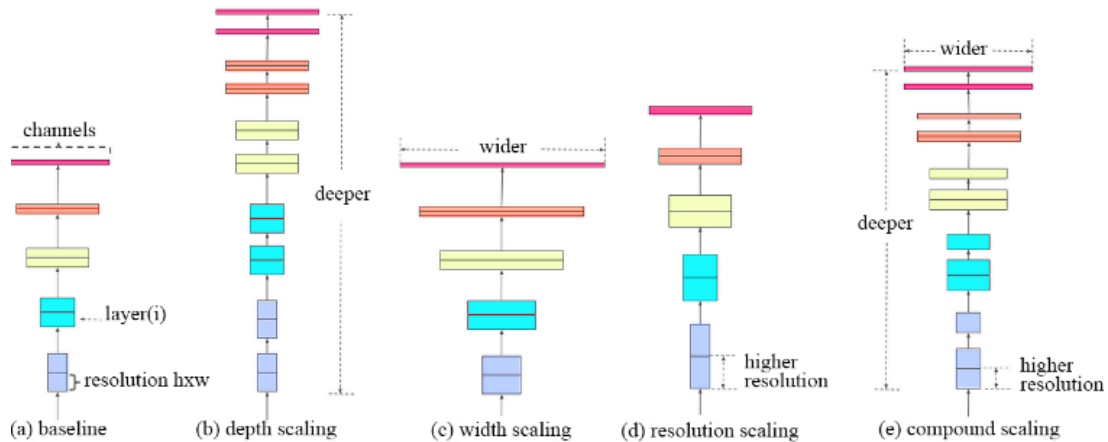 channels
layer(i)
resolution hxw
(a) baseline
deeper
(b) depth scaling
wider
(c) width scaling
higher
resolution
(d) resolution scaling
wider
deeper
higher
resolution
(e) compound scaling